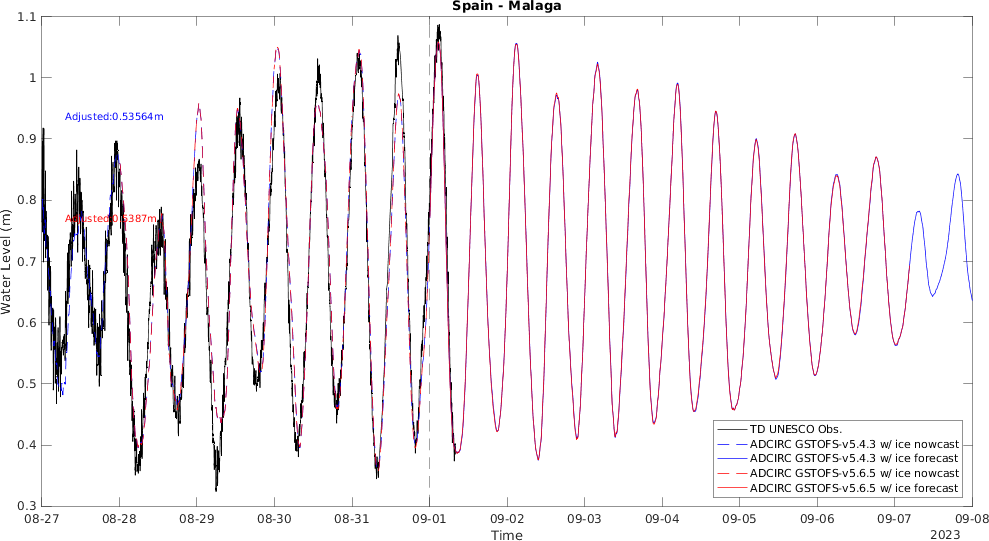 Spain - Malaga
1.1
1
0.9
0.8
0.7
0.6
0.5
0.4
0.3
Water Level (m)
Adjusted:0.53564m
Adjusted:0.5387m
TD UNESCO Obs.
ADCIRC GSTOFS-v5.4.3 w/ ice nowcast
ADCIRC GSTOFS-v5.4.3 w/ ice forecast
ADCIRC GSTOFS-v5.6.5 w/ ice nowcast
ADCIRC GSTOFS-v5.6.5 w/ ice forecast
08-27 08-28 08-29 08-30 08-31 09-01 09-02 09-03 09-04 09-05 09-06 09-07 09-08
Time
2023